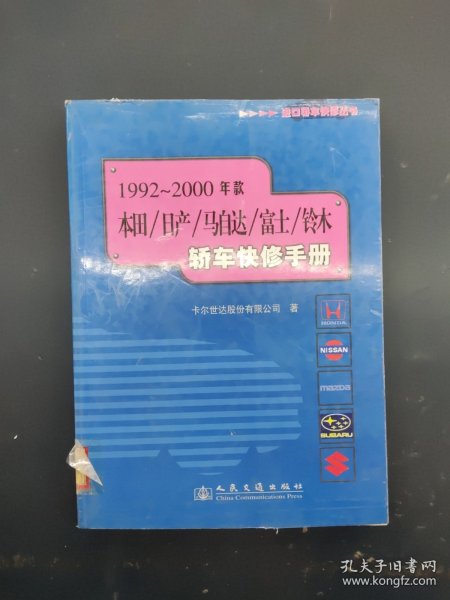 进口轿车快修丛书
1992~2000 年款
本田/日产/马自达/富士/铃木
轿车快修手册
卡尔世达股份有限公司 著
HONDA
NISSAN
mazda
SUBARU
人民交通出版社
China Communications Press
孔夫子旧书网
www.kongfz.com